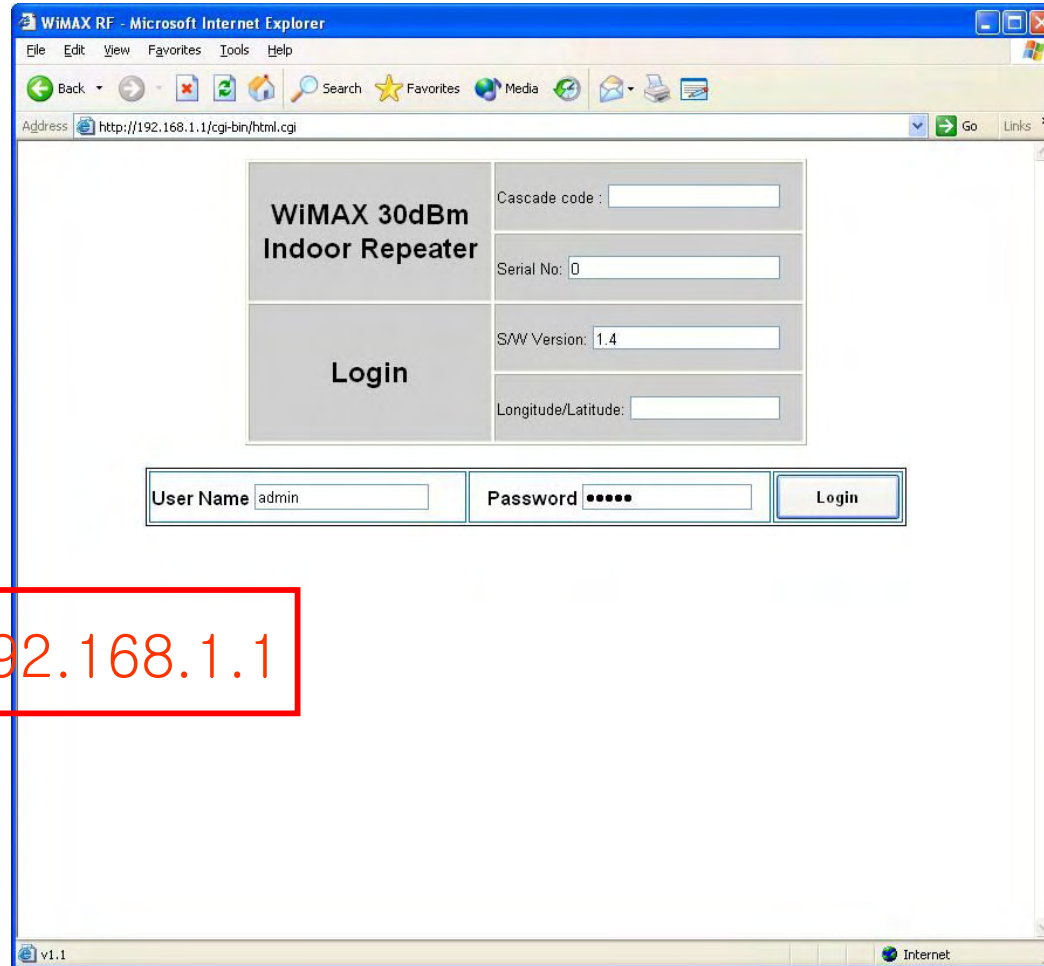 WiMAX RF - Microsoft Internet Explorer
File Edit View Favorites Tools Help
Back Search Favorites Media
Address http://192.168.1.1/cgi-bin/html.cgi Go Links
WiMAX 30dBm
Indoor Repeater
Cascade code :
Serial No: 0
Login
S/W Version: 1.4
Longitude/Latitude:
User Name admin Password ••••• Login
92.168.1.1
v1.1 Internet